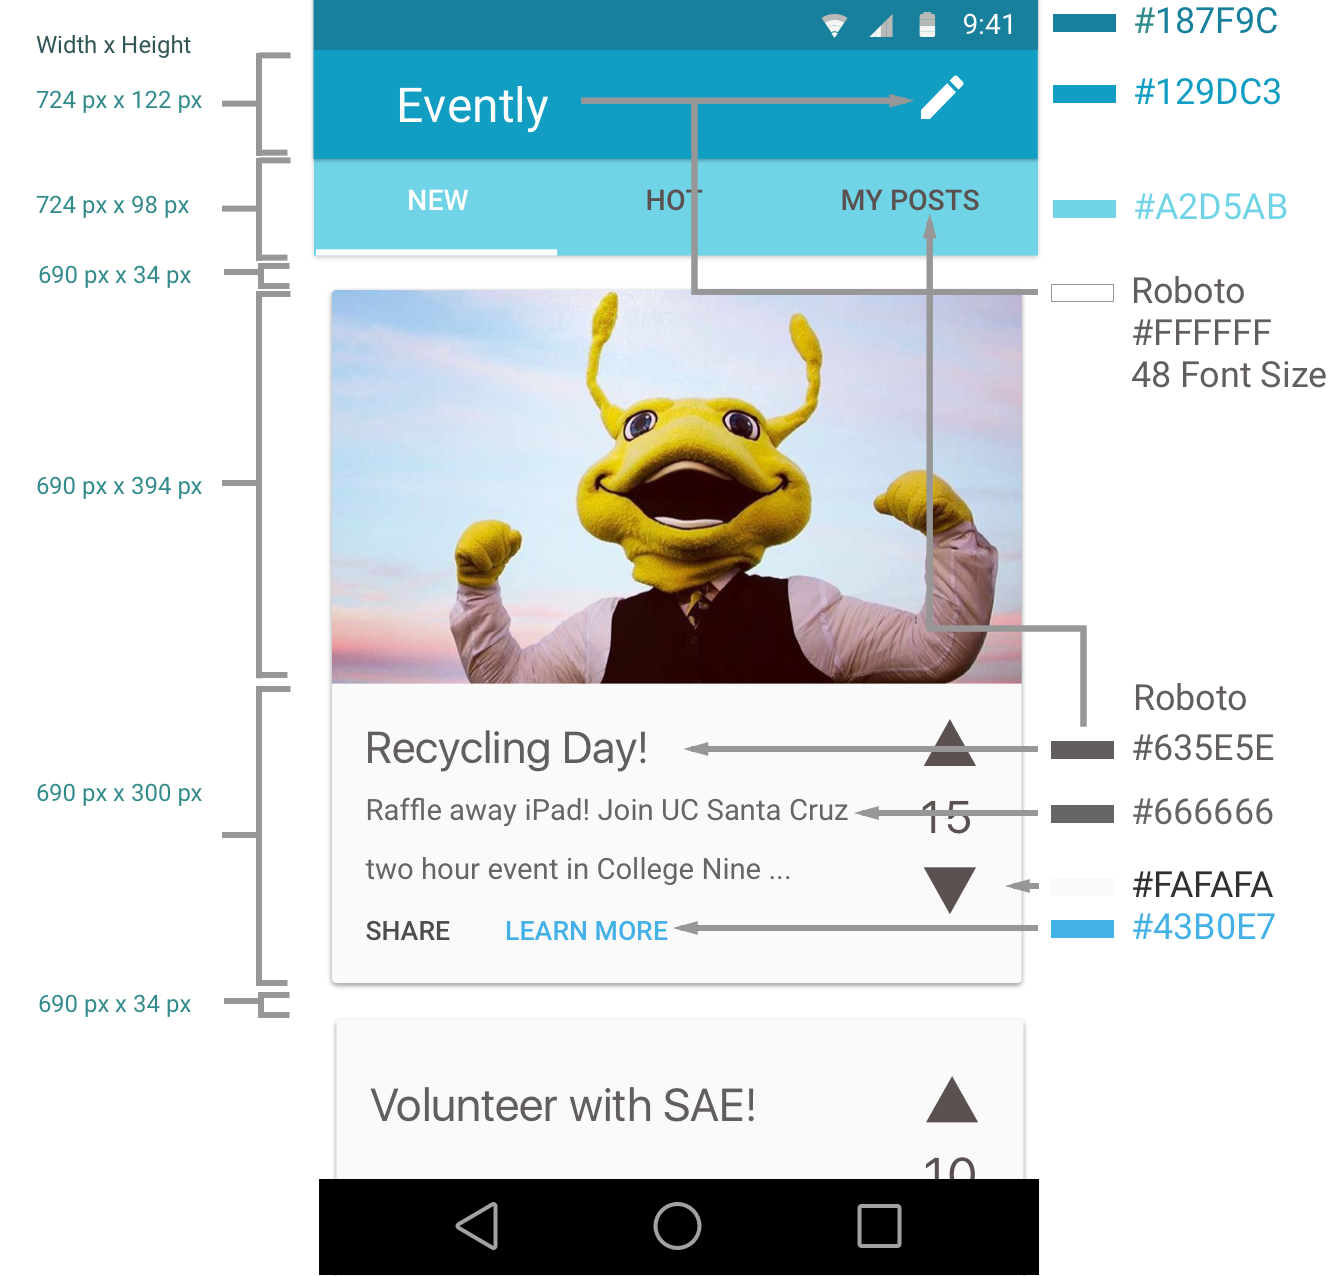 Width x Height
724 px x 122 px
724 px x 98 px
690 px x 34 px
690 px x 394 px
690 px x 300 px
690 px x 34 px
9:41
Evently
NEW HOT MY POSTS
Recycling Day!
Raffle away iPad! Join UC Santa Cruz
two hour event in College Nine ...
15
SHARE LEARN MORE
Volunteer with SAE!
10
#187F9C
#129DC3
#A2D5AB
Roboto
#FFFFFF
48 Font Size
Roboto
#635E5E
#666666
#FAFAFA
#43B0E7